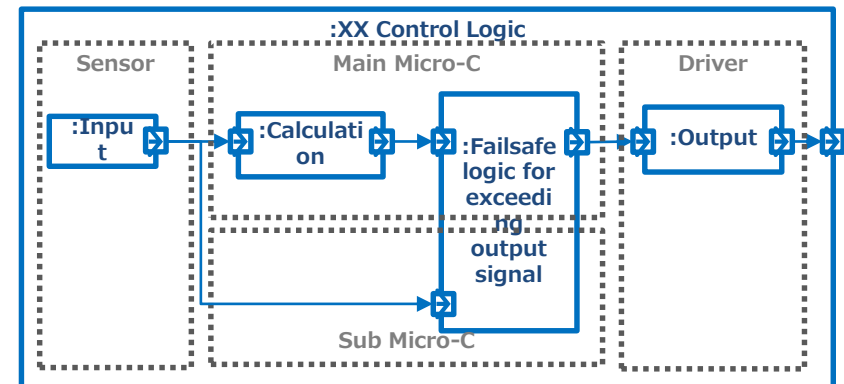 :XX Control Logic
Sensor
Main Micro-C
Driver
:Inpu
t
:Calculati
on
:Failsafe
logic for
exceedi
ng
output
signal
:Output
Sub Micro-C